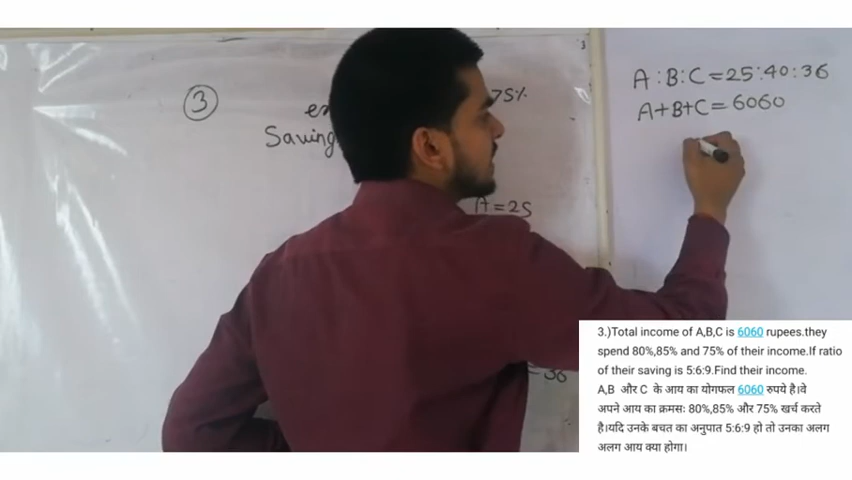 3
75%
Saving
A:B:C=25:40:36
A+B+C=6060
A=25
= 36
3.)Total income of A,B,C is 6060 rupees.they
spend 80%,85% and 75% of their income.If ratio
of their saving is 5:6:9.Find their income.
A,B और C के आय का योगफल 6060 रुपये है।वे
अपने आय का क्रमसः 80%,85% और 75% खर्च करते
है।यदि उनके बचत का अनुपात 5:6:9 हो तो उनका अलग
अलग आय क्या होगा।